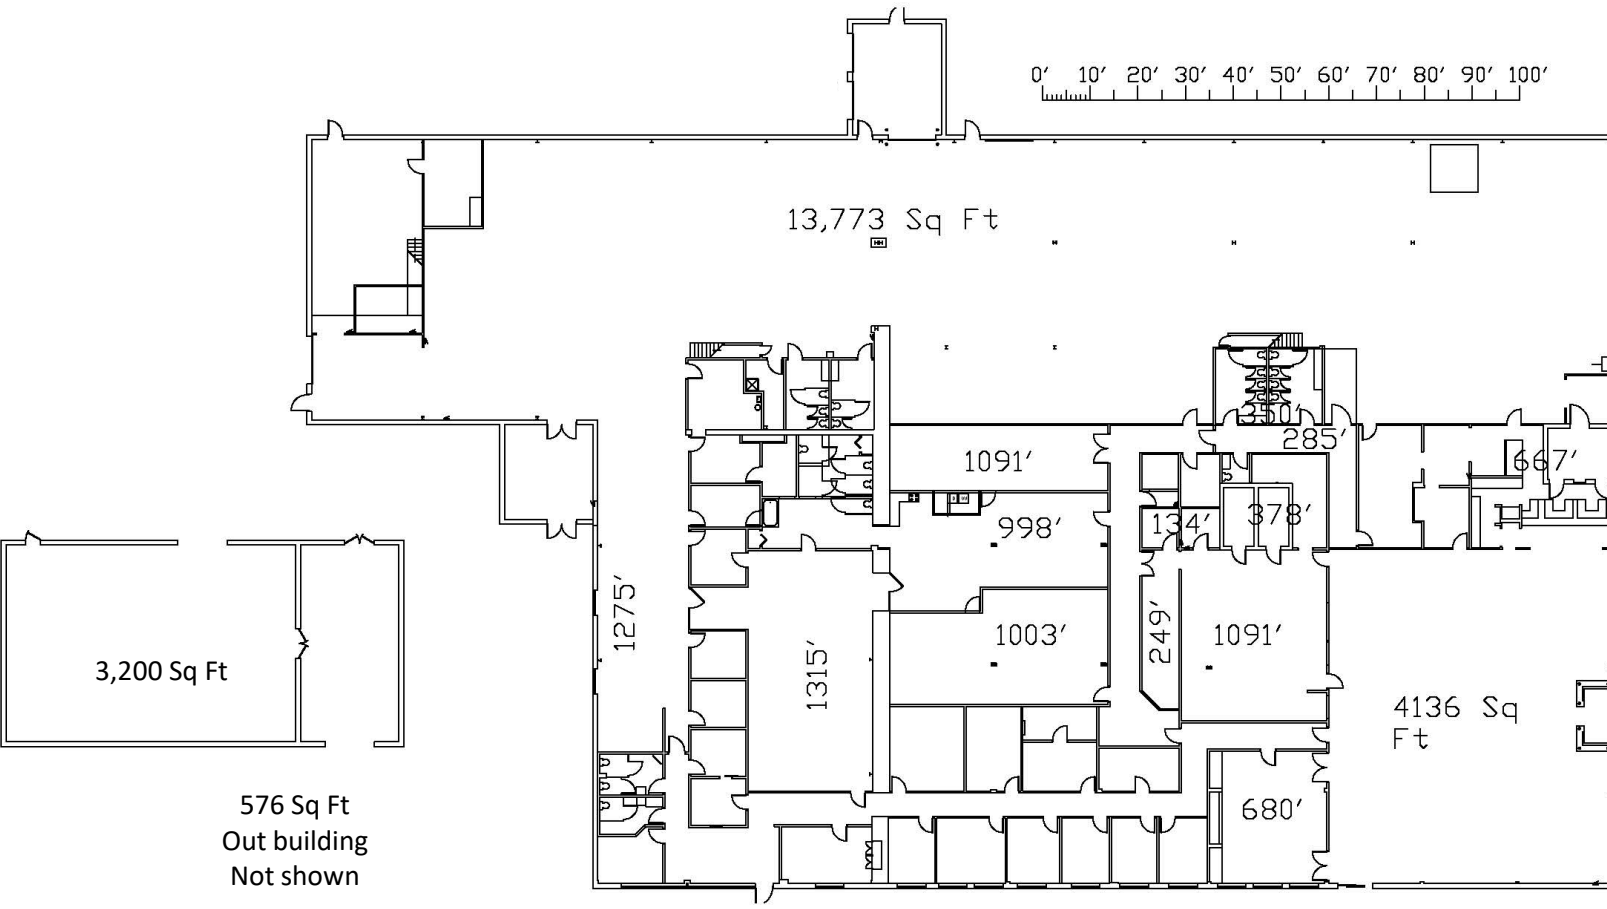 0' 10' 20' 30' 40' 50' 60' 70' 80' 90' 100'
13,773 Sq Ft
350'
285'
1091'
667'
998'
134'
378'
1275'
1003'
249'
1091'
1315'
3,200 Sq Ft
4136 Sq
Ft
680'
576 Sq Ft
Out building
Not shown